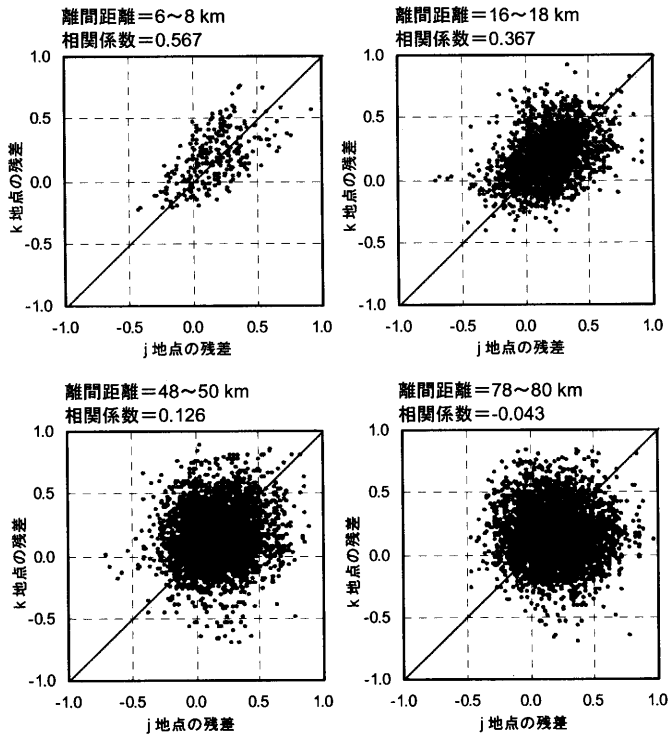 離間距離＝6～8 km
相関係数＝0.567
1.0
0.5
0.0
-0.5
-1.0
k 地点の残差
-1.0 -0.5 0.0 0.5 1.0
j 地点の残差
離間距離＝16～18 km
相関係数＝0.367
1.0
0.5
0.0
-0.5
-1.0
k 地点の残差
-1.0 -0.5 0.0 0.5 1.0
j 地点の残差
離間距離＝48～50 km
相関係数＝0.126
1.0
0.5
0.0
-0.5
-1.0
k 地点の残差
-1.0 -0.5 0.0 0.5 1.0
j 地点の残差
離間距離＝78～80 km
相関係数＝-0.043
1.0
0.5
0.0
-0.5
-1.0
k 地点の残差
-1.0 -0.5 0.0 0.5 1.0
j 地点の残差